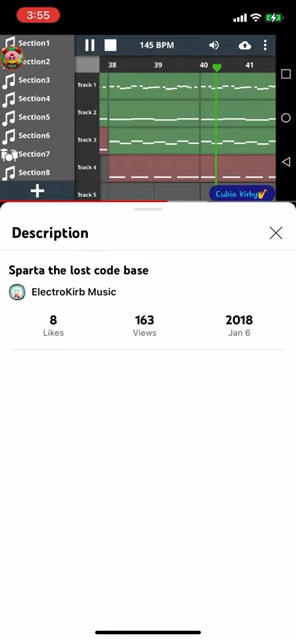 3:55
Section1
145 BPM
ection2
38 39 40 41
Section3
Track 1
Section4
Track 2
Section5
Section6
Track 3
Section7
Track 4
Section8
Track 5
Cubio Kirby
Description
Sparta the lost code base
ElectroKirb Music
8 163 2018
Likes Views Jan 6